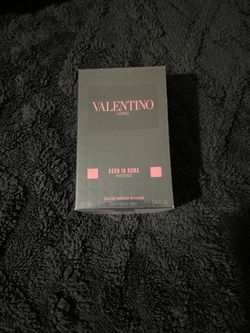 VALENTINO
UOMO
BORN IN ROMA
INTENSE
EAU DE PARFUM INTENSE